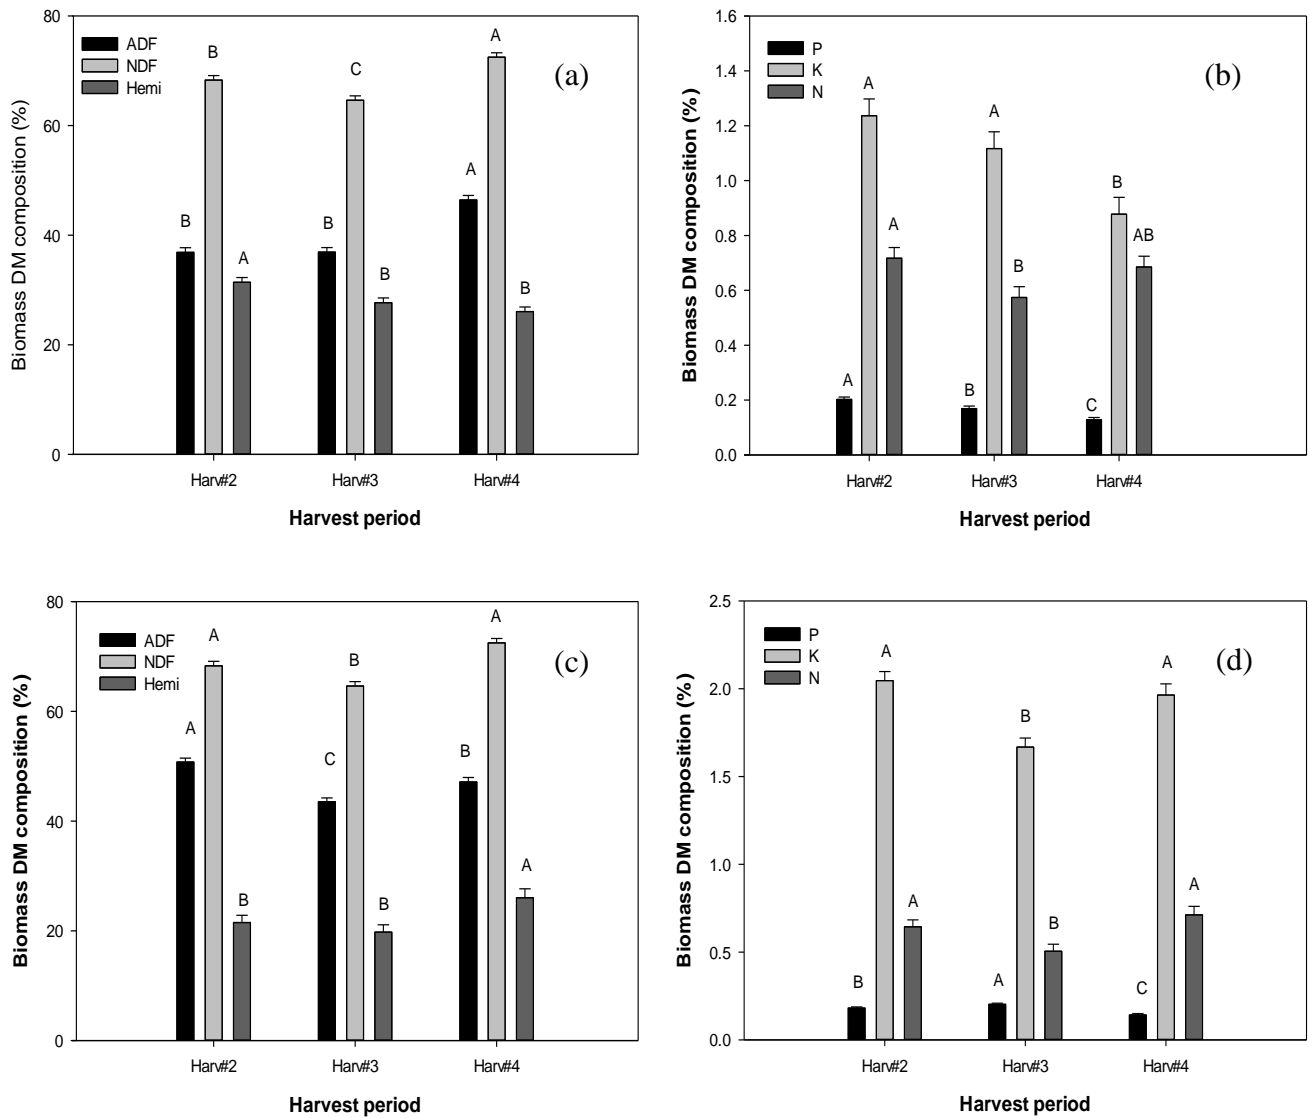 80
60
40
20
0
Biomass DM composition (%)
ADF
NDF
Hemi
(a)
B
B
A
B
C
B
A
A
B
Harv#2
Harv#3
Harv#4
Harvest period
1.6
1.4
1.2
1.0
0.8
0.6
0.4
0.2
0.0
Biomass DM composition (%)
P
K
N
(b)
A
A
A
B
A
B
C
B
AB
Harv#2
Harv#3
Harv#4
Harvest period
80
60
40
20
0
Biomass DM composition (%)
ADF
NDF
Hemi
(c)
A
A
B
C
B
B
B
A
A
Harv#2
Harv#3
Harv#4
Harvest period
2.5
2.0
1.5
1.0
0.5
0.0
Biomass DM composition (%)
P
K
N
(d)
B
A
A
A
B
B
C
A
A
Harv#2
Harv#3
Harv#4
Harvest period